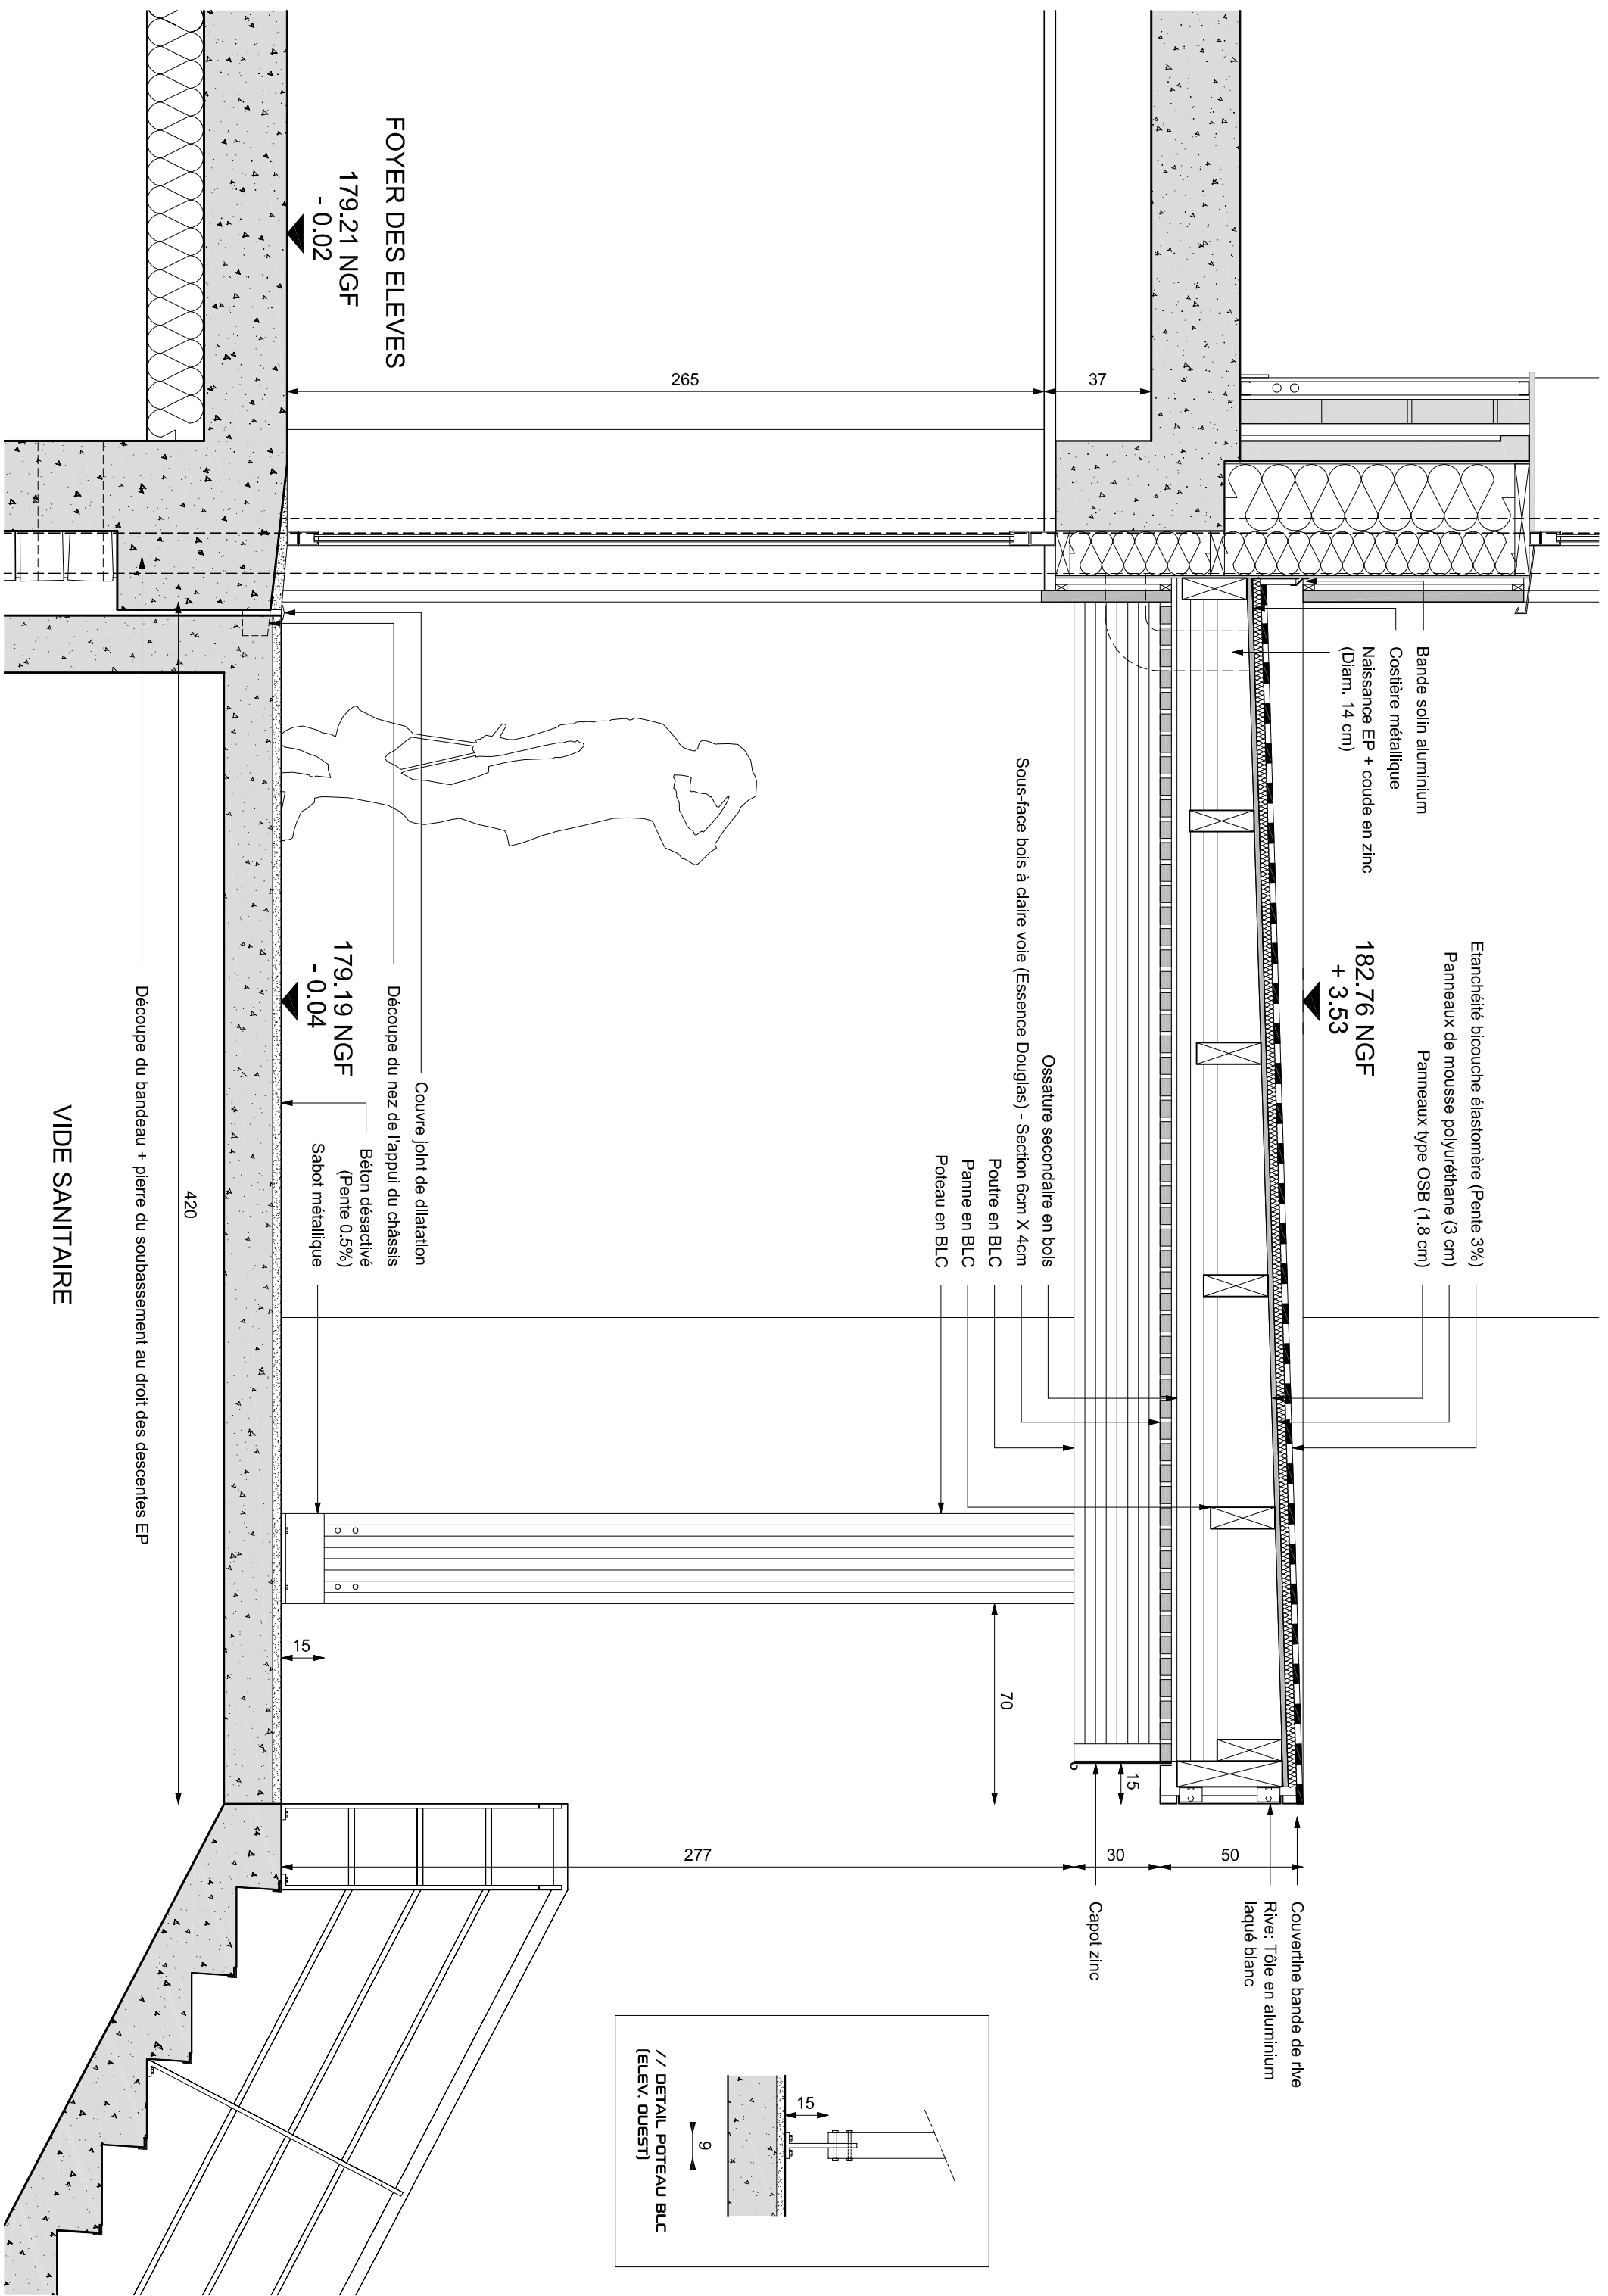 Etanchéité bicouche élastomère (Pente 3%)
Panneaux de mousse polyuréthane (3 cm)
Panneaux type OSB (1.8 cm)
Bande solin aluminium
Costière métallique
Naissance EP + coude en zinc
(Diam. 14 cm)
182.76 NGF
+ 3.53
Couvertine bande de rive
Rive: Tôle en aluminium
laqué blanc
37
50
30
15
Capot zinc
Ossature secondaire en bois
Sous-face bois à claire voie (Essence Douglas) - Section 6cm X 4cm
Poutre en BLC
Panne en BLC
Poteau en BLC
70
265
277
FOYER DES ELEVES
179.21 NGF
- 0.02
Couvre joint de dilatation
Découpe du nez de l'appui du châssis
179.19 NGF
- 0.04
Béton désactivé
(Pente 0.5%)
Sabot métallique
15
420
Découpe du bandeau + pierre du soubassement au droit des descentes EP
VIDE SANITAIRE
15
9
// DETAIL POTEAU BLC
(ELEV. OUEST)